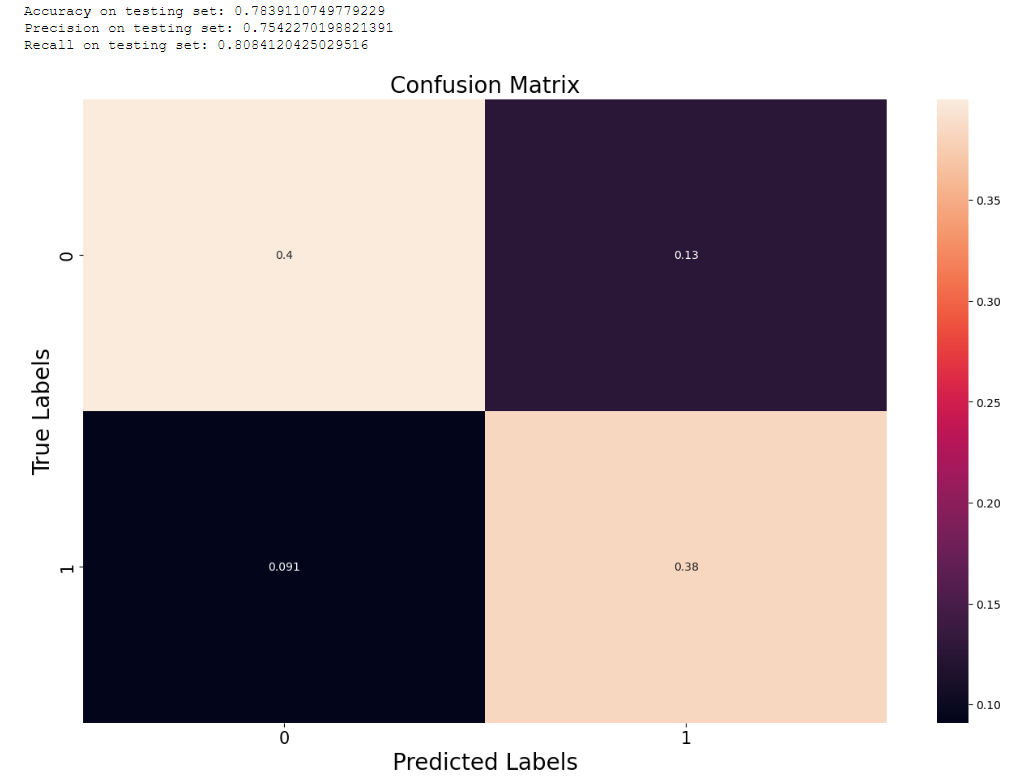 Accuracy on testing set: 0.7839110749779229
Precision on testing set: 0.7542270198821391
Recall on testing set: 0.8084120425029516
Confusion Matrix
0.4
0.13
0.091
0.38
True Labels
0
1
0
1
Predicted Labels
0.35
0.30
0.25
0.20
0.15
0.10